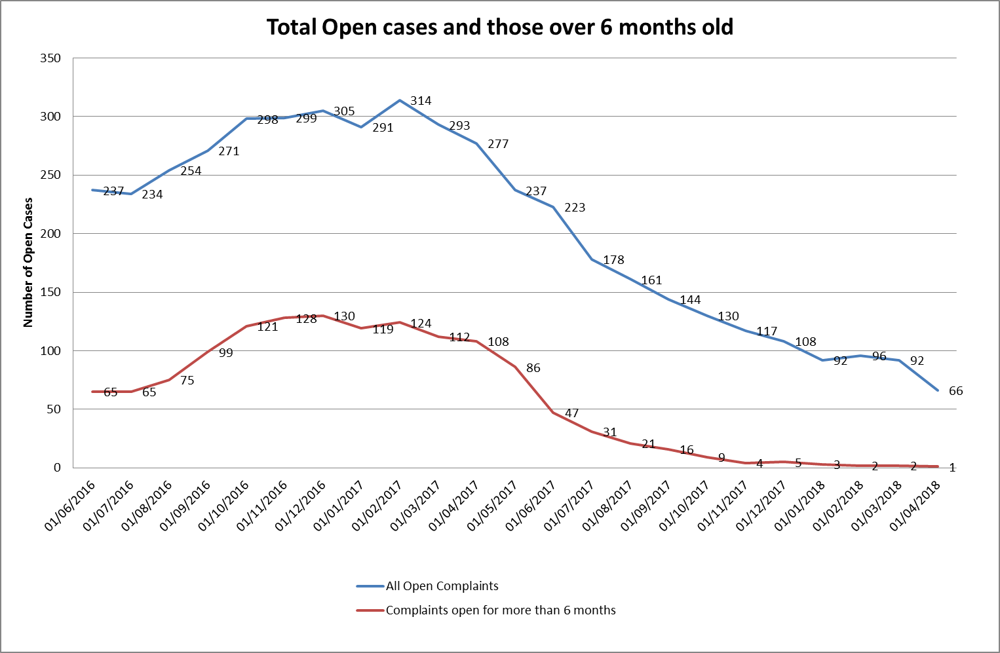 Total Open cases and those over 6 months old
Number of Open Cases
350
300
250
200
150
100
50
0
237 234 254 271 298 299 305 291 314 293 277 237 223 178 161 144 130 117 108 92 96 92 66
65 65 75 99 121 128 130 119 124 112 108 86 47 31 21 16 9 4 5 3 2 2 1
01/06/2016 01/07/2016 01/08/2016 01/09/2016 01/10/2016 01/11/2016 01/12/2016 01/01/2017 01/02/2017 01/03/2017 01/04/2017 01/05/2017 01/06/2017 01/07/2017 01/08/2017 01/09/2017 01/10/2017 01/11/2017 01/12/2017 01/01/2018 01/02/2018 01/03/2018 01/04/2018
All Open Complaints
Complaints open for more than 6 months